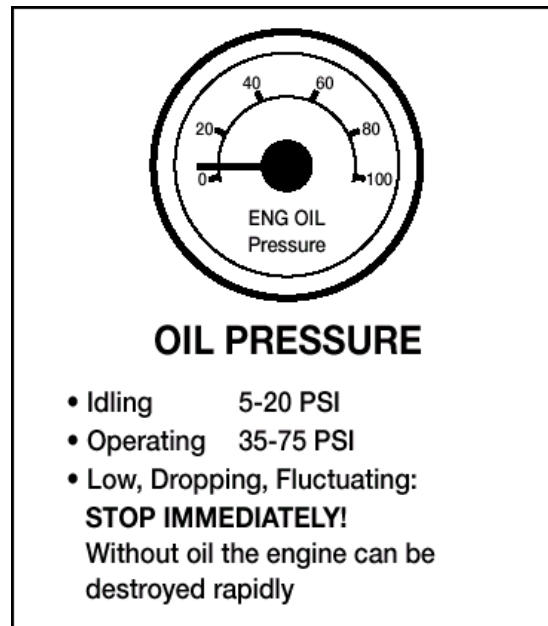 40 60
20 80
0 100
ENG OIL
Pressure
OIL PRESSURE
• Idling 5-20 PSI
• Operating 35-75 PSI
• Low, Dropping, Fluctuating:
STOP IMMEDIATELY!
Without oil the engine can be
destroyed rapidly